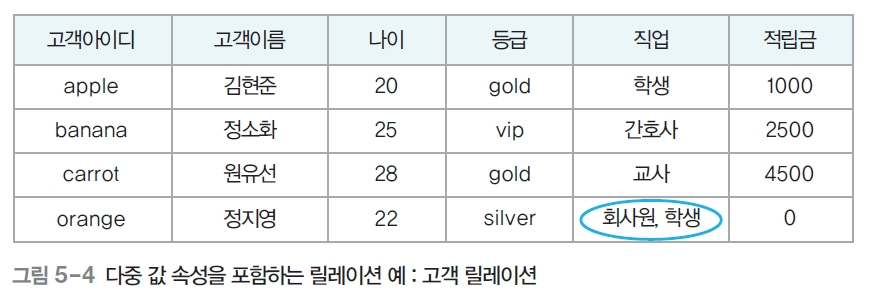 고객아이디 고객이름 나이 등급 직업 적립금
apple 김현준 20 gold 학생 1000
banana 정소화 25 vip 간호사 2500
carrot 원유선 28 gold 교사 4500
orange 정지영 22 silver 회사원, 학생 0
그림 5-4 다중 값 속성을 포함하는 릴레이션 예 : 고객 릴레이션